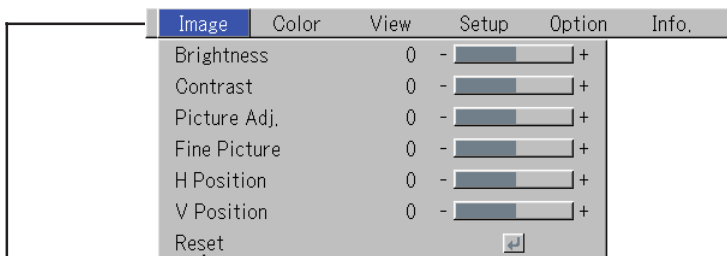 Image Color View Setup Option Info.
Brightness 0 - +
Contrast 0 - +
Picture Adj. 0 - +
Fine Picture 0 - +
H Position 0 - +
V Position 0 - +
Reset